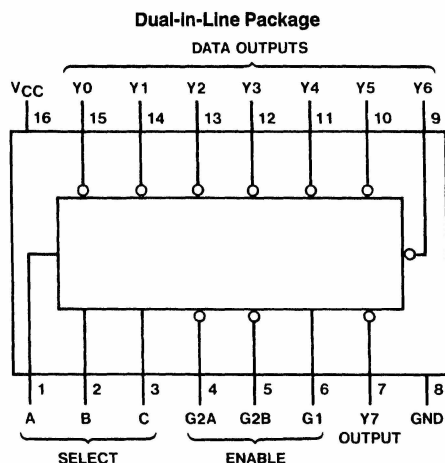 Dual-in-Line Package
DATA OUTPUTS
VCC Y0 Y1 Y2 Y3 Y4 Y5 Y6
16 15 14 13 12 11 10 9
1 2 3 4 5 6 7 8
A B C G2A G2B G1 Y7 GND
OUTPUT
SELECT ENABLE